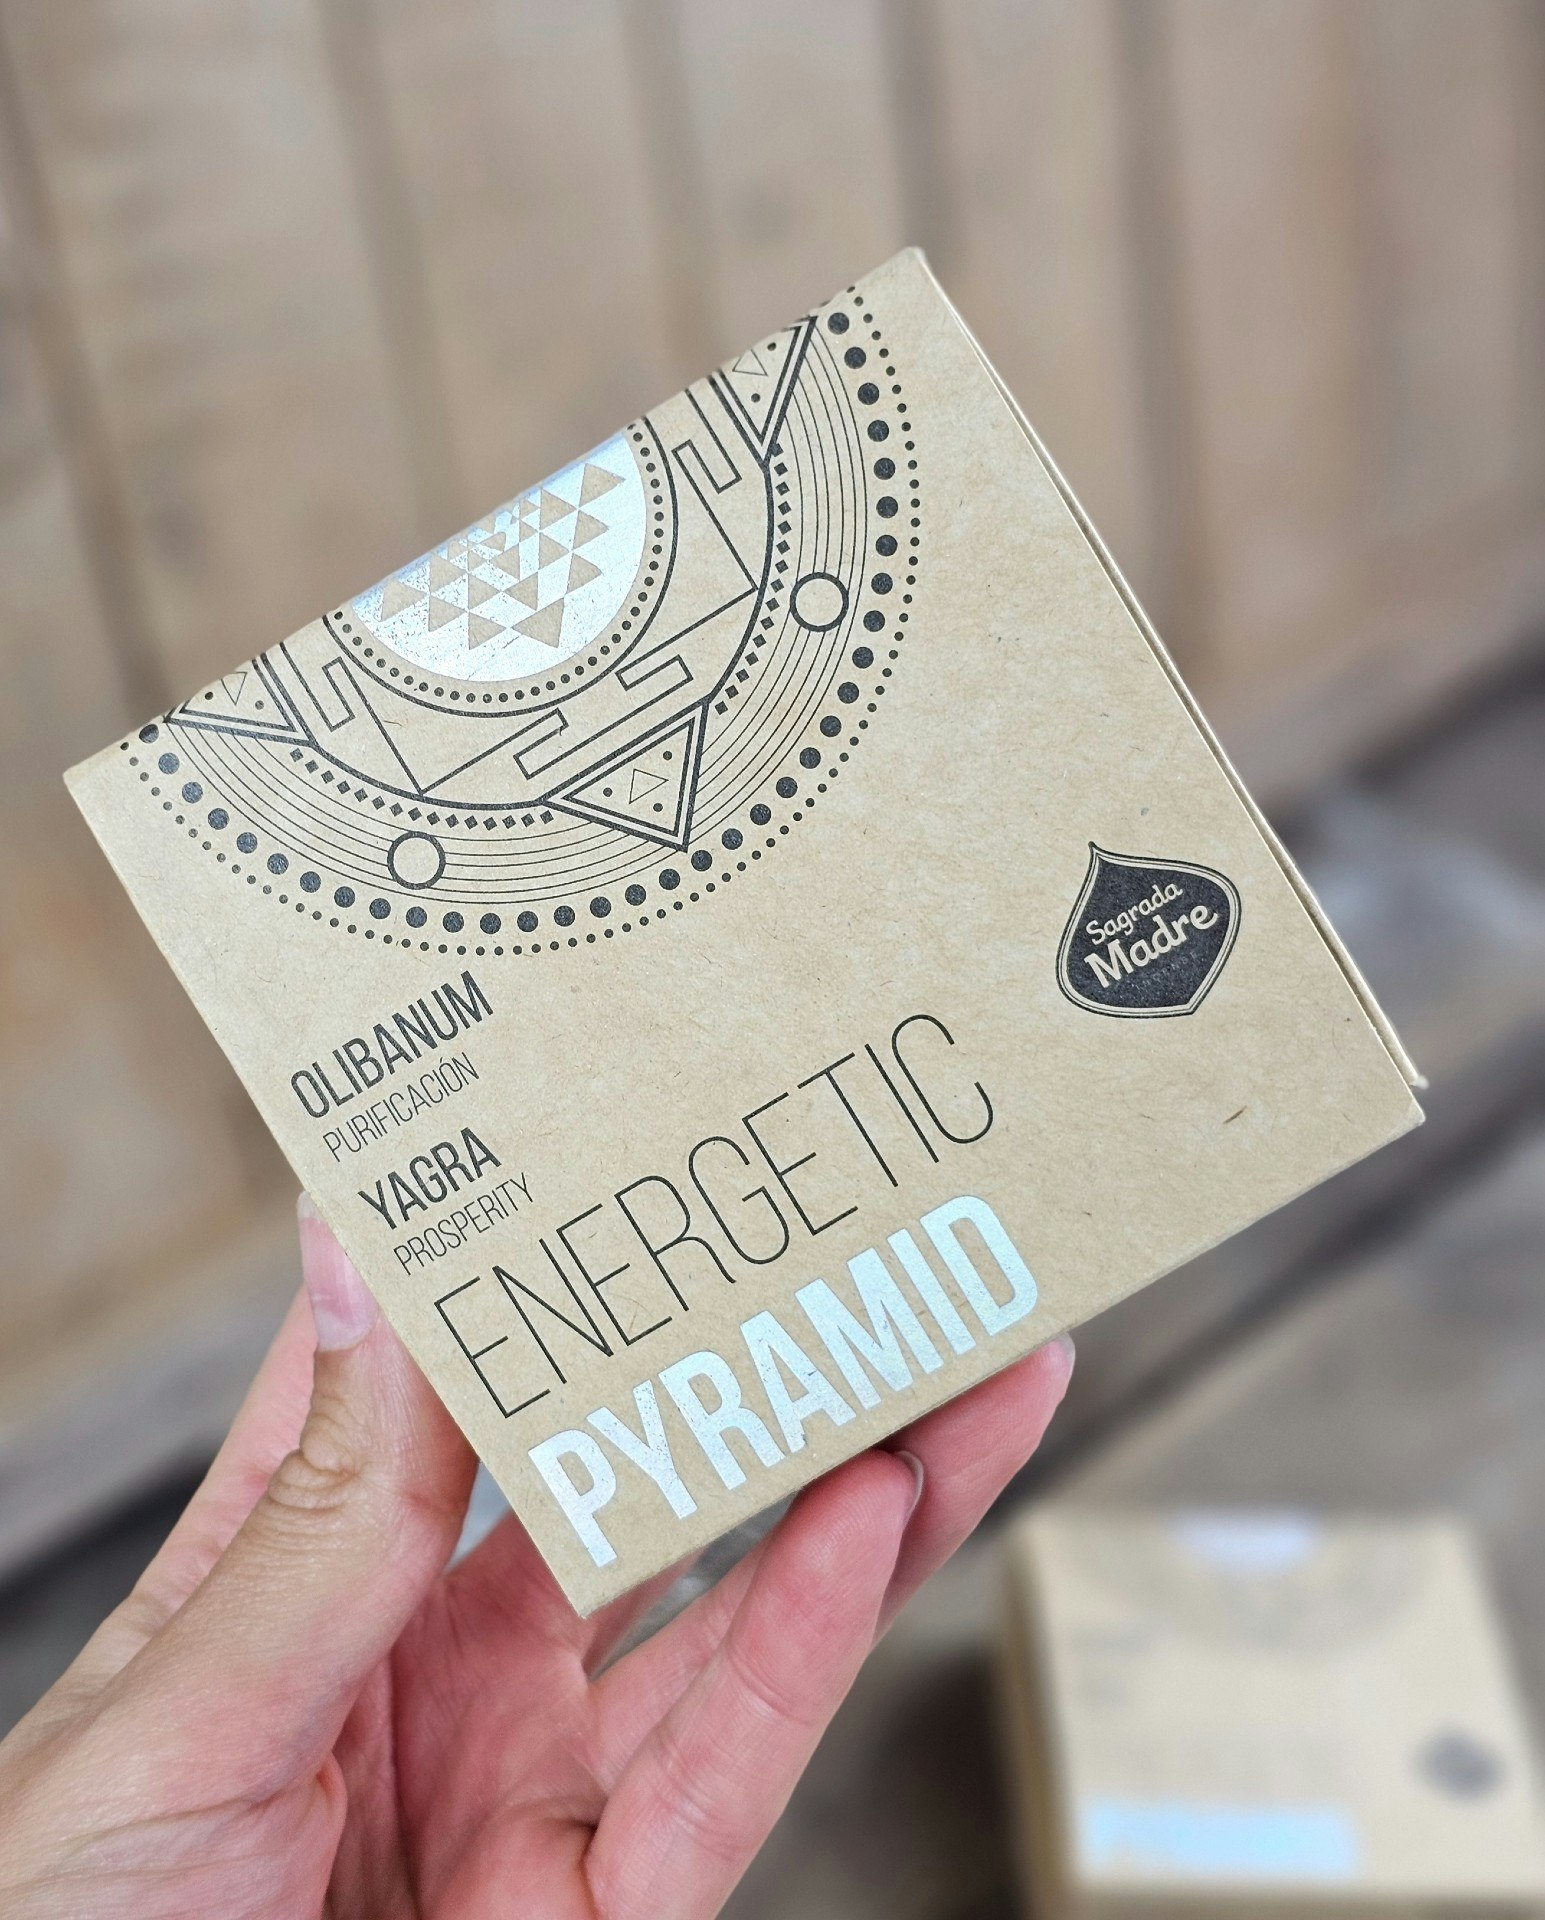 OLIBANUM
PURIFICACIÓN
YAGRA
PROSPERITY
ENERGETIC
PYRAMID
Sagrada
Madre